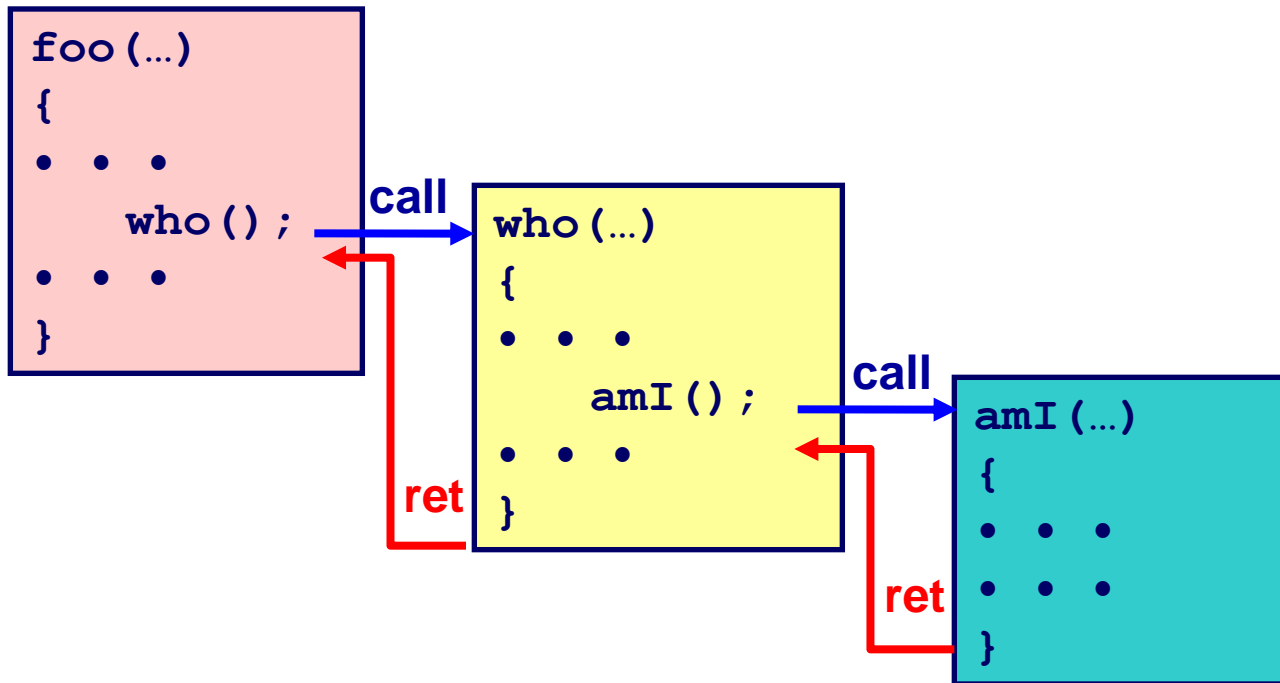 foo(…)
{
• • •
who();
• • •
}
call
ret
who(…)
{
• • •
amI();
• • •
}
call
ret
amI(…)
{
• • •
• • •
}